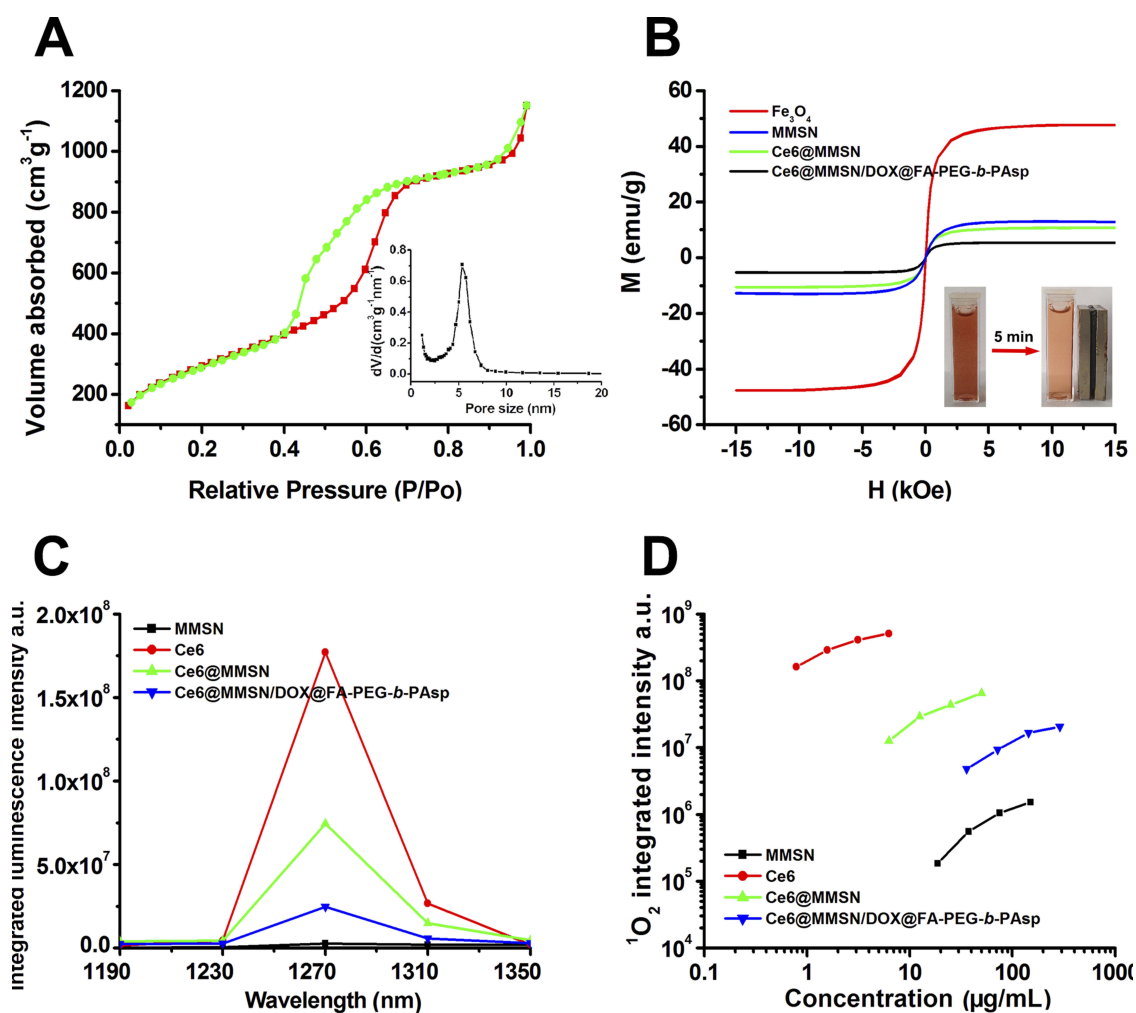 A
Volume absorbed (cm³g⁻¹)
1200
1000
800
600
400
200
0.0 0.2 0.4 0.6 0.8 1.0
Relative Pressure (P/Po)
dV/d(cm³g⁻¹nm⁻¹)
0.8
0.6
0.4
0.2
0.0
0 5 10 15 20
Pore size (nm)
B
M (emu/g)
60
40
20
0
-20
-40
-60
-15 -10 -5 0 5 10 15
H (kOe)
Fe₃O₄
MMSN
Ce6@MMSN
Ce6@MMSN/DOX@FA-PEG-b-PAsp
5 min
C
Integrated luminescence intensity a.u.
2.0x10⁸
1.5x10⁸
1.0x10⁸
5.0x10⁷
0.0
1190 1230 1270 1310 1350
Wavelength (nm)
MMSN
Ce6
Ce6@MMSN
Ce6@MMSN/DOX@FA-PEG-b-PAsp
D
¹O₂ integrated intensity a.u.
10⁹
10⁸
10⁷
10⁶
10⁵
10⁴
0.1 1 10 100 1000
Concentration (µg/mL)
MMSN
Ce6
Ce6@MMSN
Ce6@MMSN/DOX@FA-PEG-b-PAsp